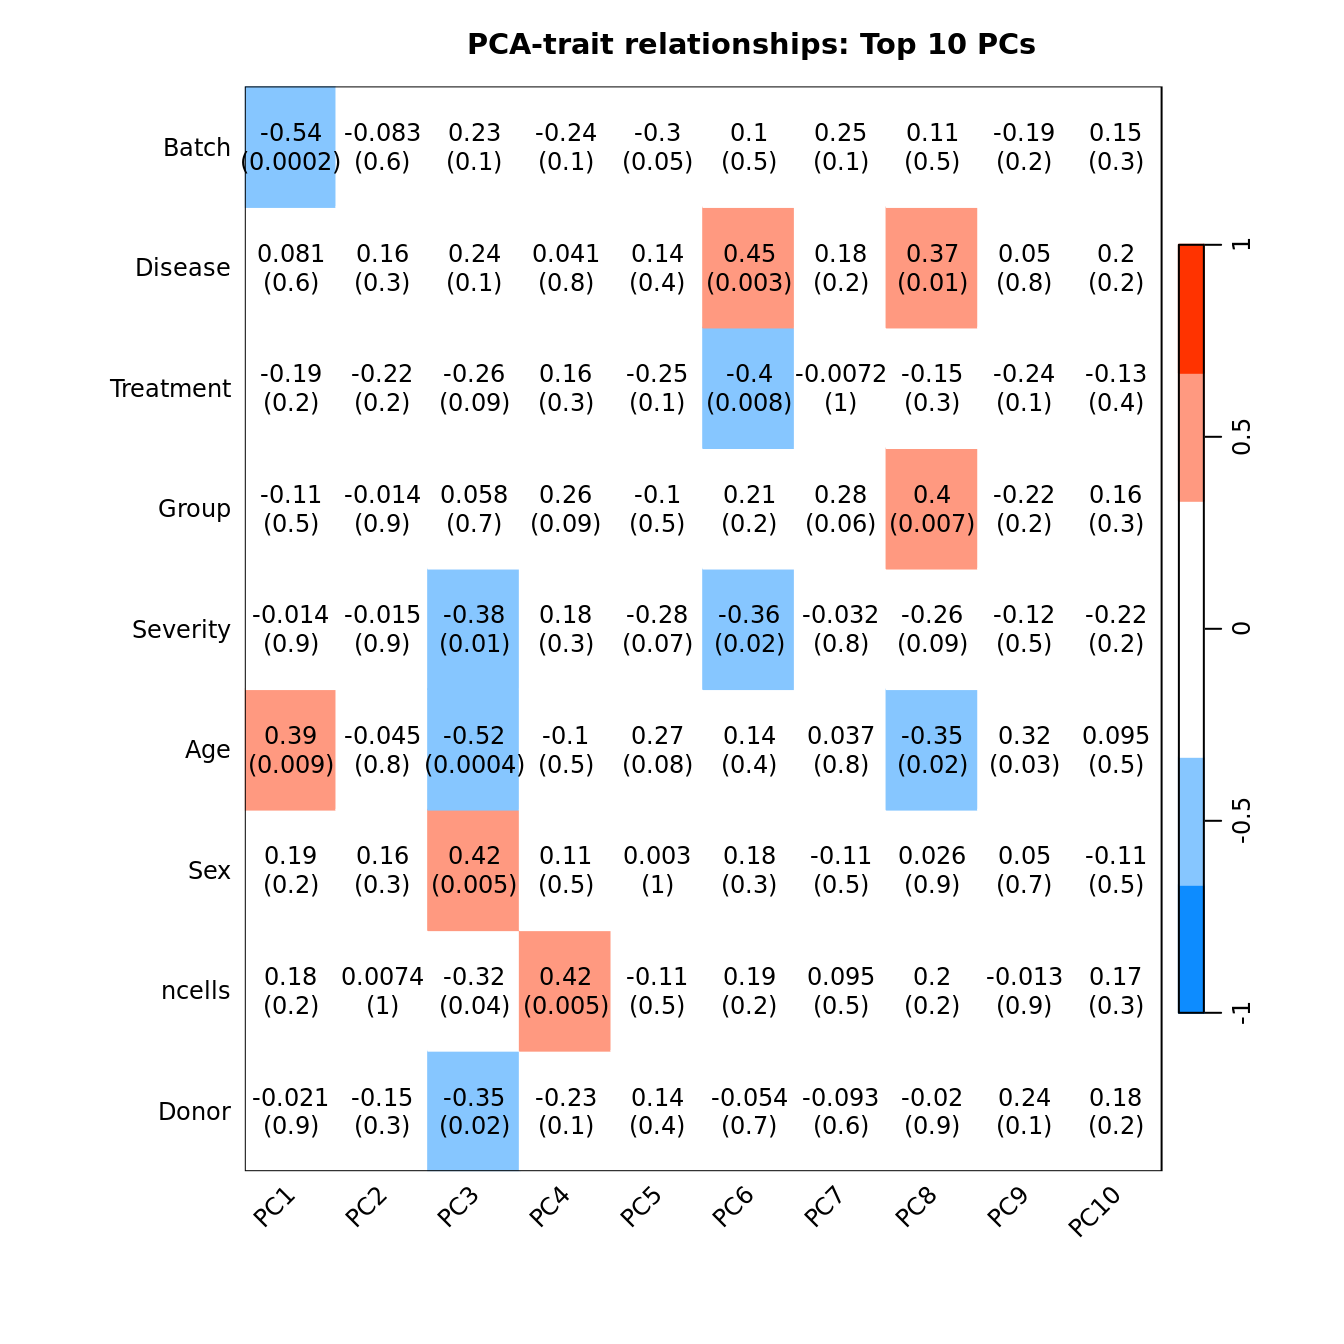 PCA-trait relationships: Top 10 PCs
Batch -0.54 -0.083 0.23 -0.24 -0.3 0.1 0.25 0.11 -0.19 0.15
(0.0002) (0.6) (0.1) (0.1) (0.05) (0.5) (0.1) (0.5) (0.2) (0.3)
Disease 0.081 0.16 0.24 0.041 0.14 0.45 0.18 0.37 0.05 0.2
(0.6) (0.3) (0.1) (0.8) (0.4) (0.003) (0.2) (0.01) (0.8) (0.2)
Treatment -0.19 -0.22 -0.26 0.16 -0.25 -0.4 -0.0072 -0.15 -0.24 -0.13
(0.2) (0.2) (0.09) (0.3) (0.1) (0.008) (1) (0.3) (0.1) (0.4)
Group -0.11 -0.014 0.058 0.26 -0.1 0.21 0.28 0.4 -0.22 0.16
(0.5) (0.9) (0.7) (0.09) (0.5) (0.2) (0.06) (0.007) (0.2) (0.3)
Severity -0.014 -0.015 -0.38 0.18 -0.28 -0.36 -0.032 -0.26 -0.12 -0.22
(0.9) (0.9) (0.01) (0.3) (0.07) (0.02) (0.8) (0.09) (0.5) (0.2)
Age 0.39 -0.045 -0.52 -0.1 0.27 0.14 0.037 -0.35 0.32 0.095
(0.009) (0.8) (0.0004) (0.5) (0.08) (0.4) (0.8) (0.02) (0.03) (0.5)
Sex 0.19 0.16 0.42 0.11 0.003 0.18 -0.11 0.026 0.05 -0.11
(0.2) (0.3) (0.005) (0.5) (1) (0.3) (0.5) (0.9) (0.7) (0.5)
ncells 0.18 0.0074 -0.32 0.42 -0.11 0.19 0.095 0.2 -0.013 0.17
(0.2) (1) (0.04) (0.005) (0.5) (0.2) (0.5) (0.2) (0.9) (0.3)
Donor -0.021 -0.15 -0.35 -0.23 0.14 -0.054 -0.093 -0.02 0.24 0.18
(0.9) (0.3) (0.02) (0.1) (0.4) (0.7) (0.6) (0.9) (0.1) (0.2)
PC1 PC2 PC3 PC4 PC5 PC6 PC7 PC8 PC9 PC10
1
0.5
0
-0.5
-1